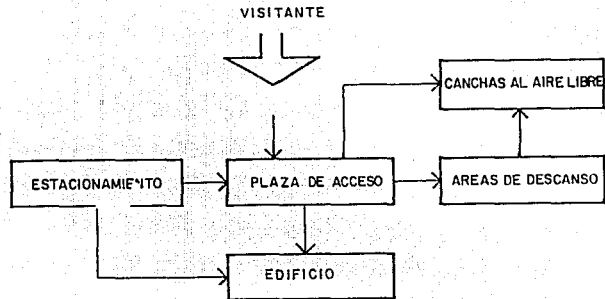 VISITANTE
CANCHAS AL AIRE LIBRE
ESTACIONAMIENTO
PLAZA DE ACCESO
AREAS DE DESCANSO
EDIFICIO